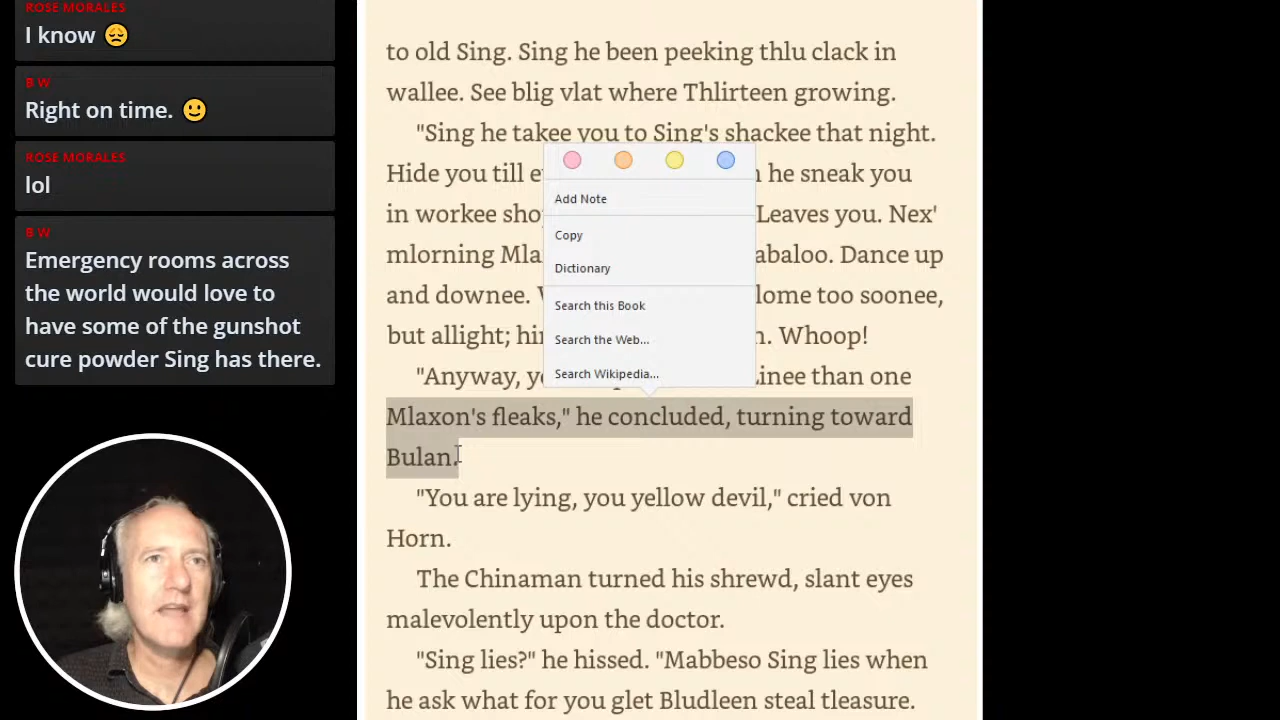 ROSE MORALES
I know 😔
B W
Right on time. 🙂
ROSE MORALES
lol
B W
Emergency rooms across
the world would love to
have some of the gunshot
cure powder Sing has there.
to old Sing. Sing he been peeking thlu clack in
wallee. See blig vlat where Thlirteen growing.
"Sing he takee you to Sing's shackee that night.
Hide you till e
he sneak you
in workee sho
Leaves you. Nex'
mlorning Mla
abaloo. Dance up
and downee.
lome too soonee,
but allight; hi
. Whoop!
"Anyway, y
inee than one
Mlaxon's fleaks," he concluded, turning toward
Bulan.
"You are lying, you yellow devil," cried von
Horn.
The Chinaman turned his shrewd, slant eyes
malevolently upon the doctor.
"Sing lies?" he hissed. "Mabbeso Sing lies when
he ask what for you glet Bludleen steal tleasure.
Add Note
Copy
Dictionary
Search this Book
Search the Web...
Search Wikipedia...